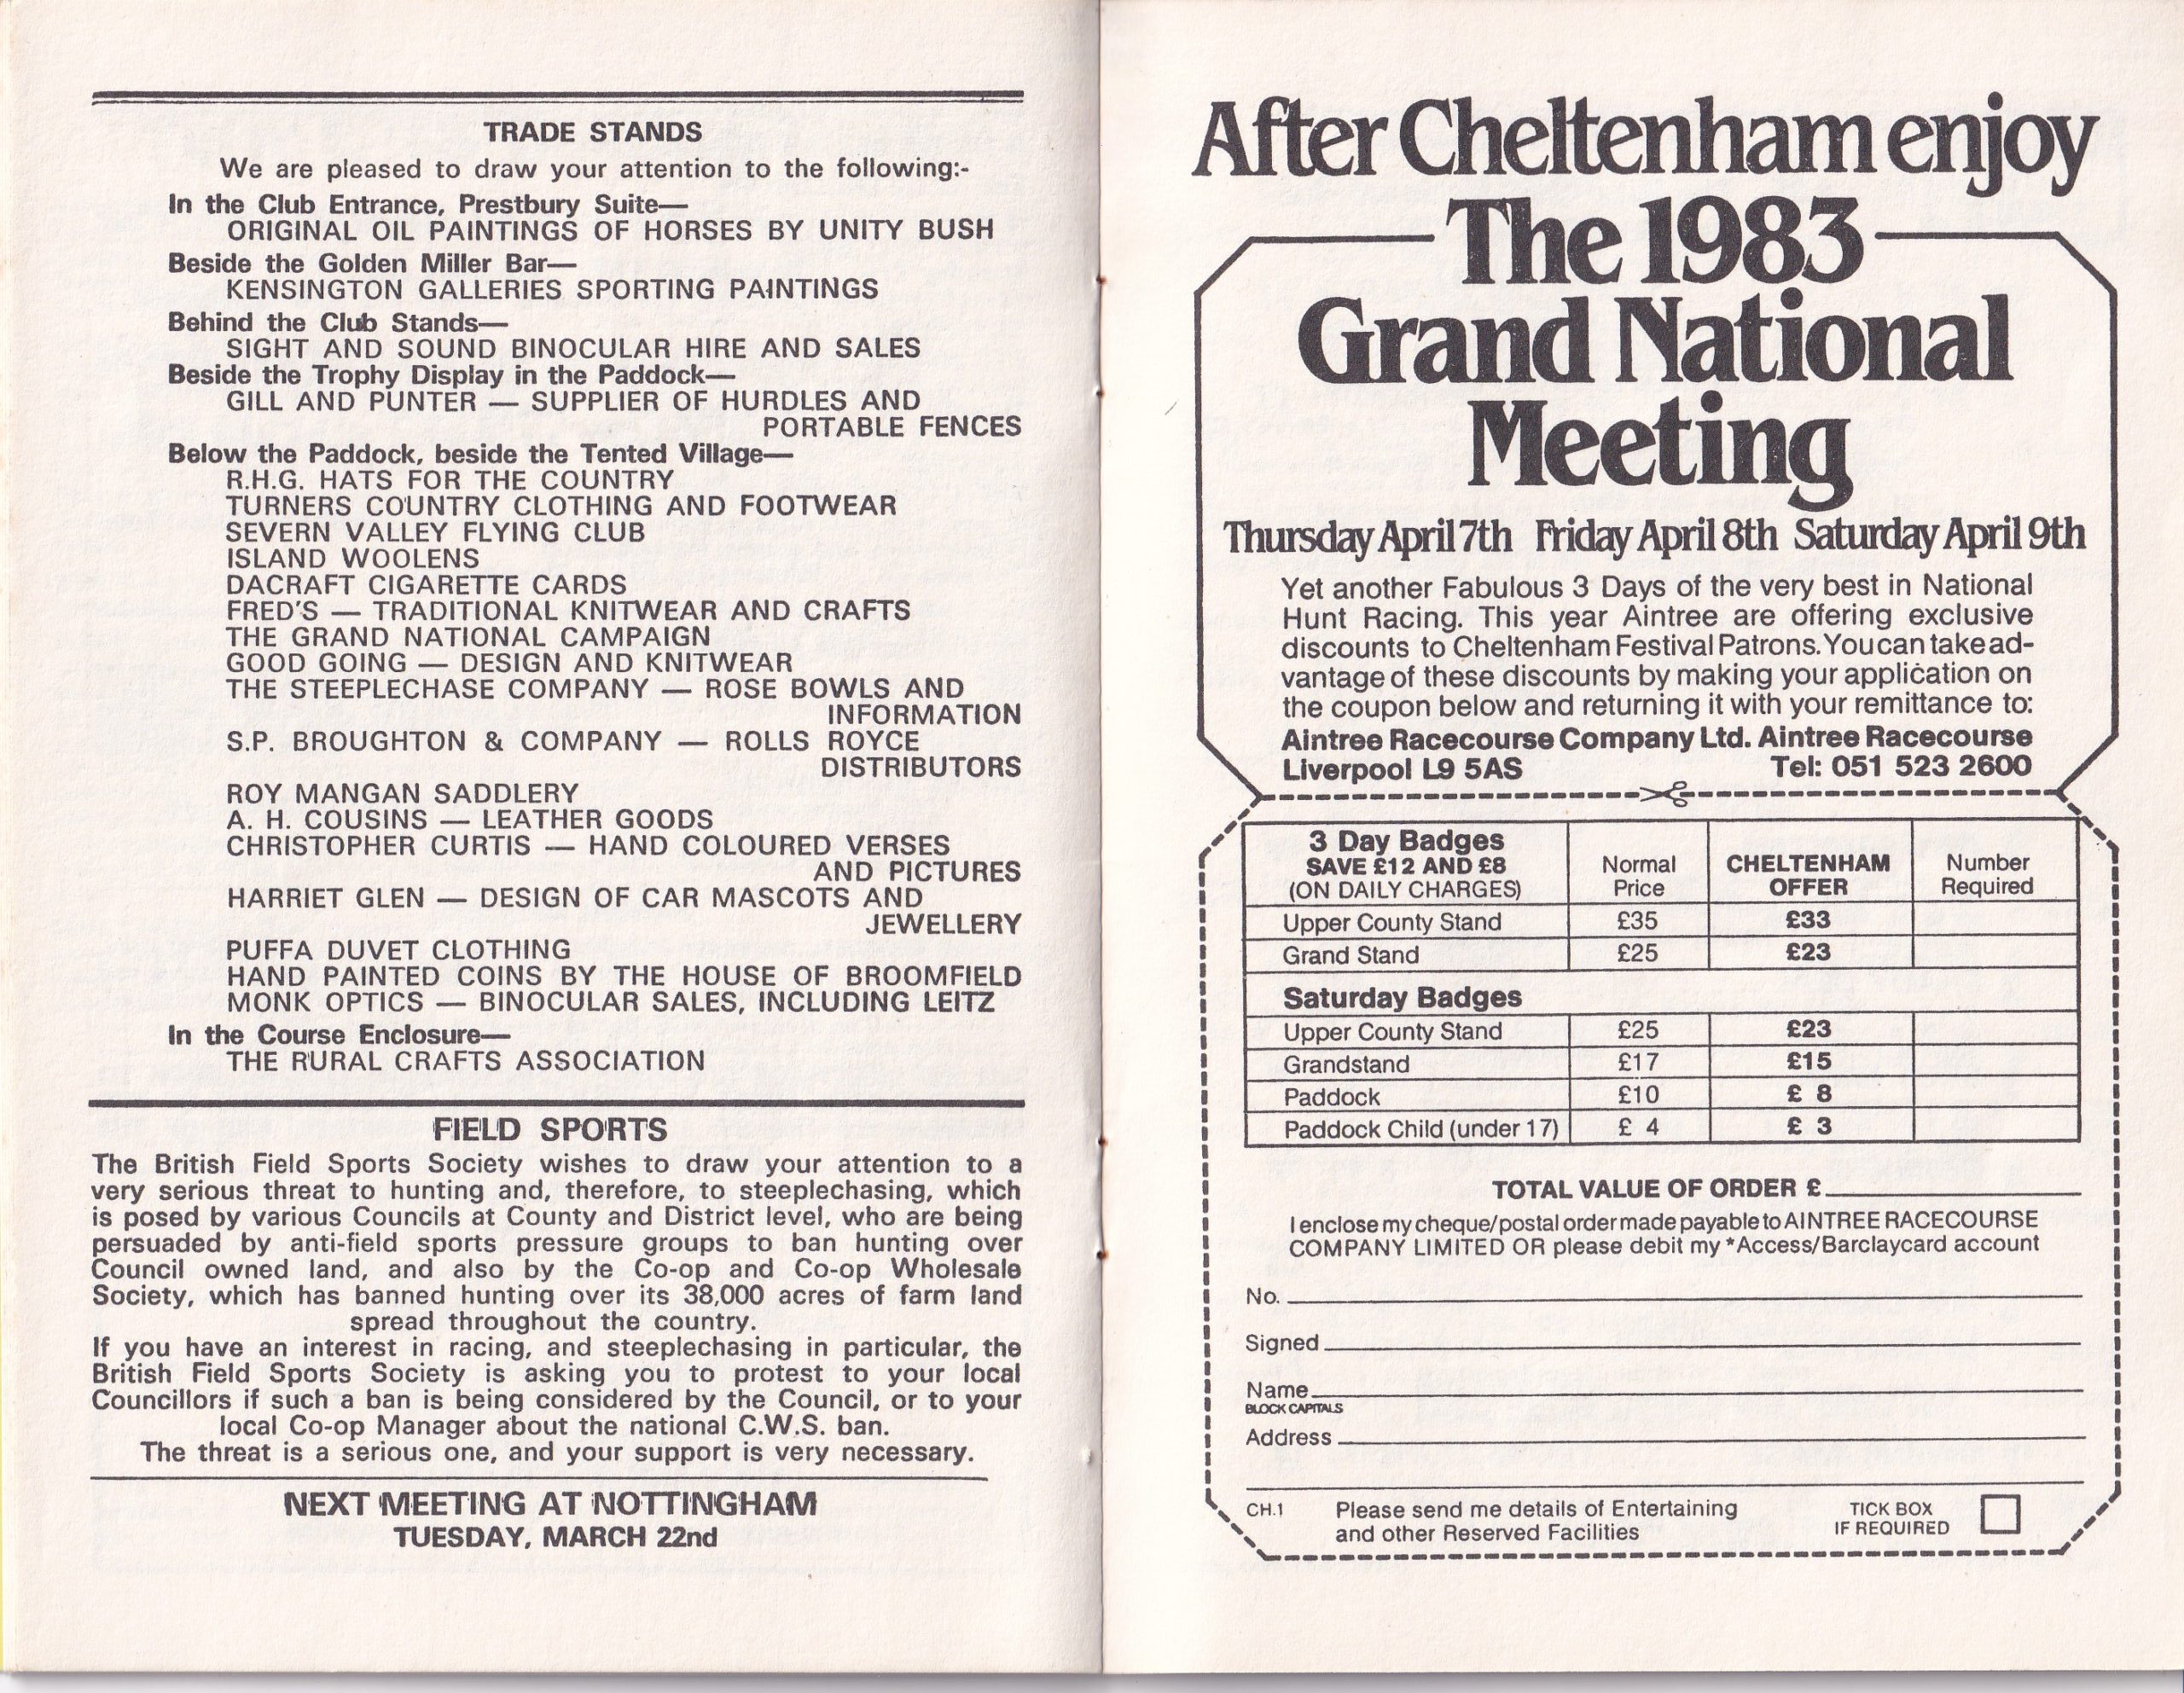 TRADE STANDS
We are pleased to draw your attention to the following:-
In the Club Entrance, Prestbury Suite—
ORIGINAL OIL PAINTINGS OF HORSES BY UNITY BUSH
Beside the Golden Miller Bar—
KENSINGTON GALLERIES SPORTING PAINTINGS
Behind the Club Stands—
SIGHT AND SOUND BINOCULAR HIRE AND SALES
Beside the Trophy Display in the Paddock—
GILL AND PUNTER — SUPPLIER OF HURDLES AND
PORTABLE FENCES
Below the Paddock, beside the Tented Village—
R.H.G. HATS FOR THE COUNTRY
TURNERS COUNTRY CLOTHING AND FOOTWEAR
SEVERN VALLEY FLYING CLUB
ISLAND WOOLENS
DACRAFT CIGARETTE CARDS
FRED'S — TRADITIONAL KNITWEAR AND CRAFTS
THE GRAND NATIONAL CAMPAIGN
GOOD GOING — DESIGN AND KNITWEAR
THE STEEPLECHASE COMPANY — ROSE BOWLS AND
INFORMATION
S.P. BROUGHTON & COMPANY — ROLLS ROYCE
DISTRIBUTORS
ROY MANGAN SADDLERY
A. H. COUSINS — LEATHER GOODS
CHRISTOPHER CURTIS — HAND COLOURED VERSES
AND PICTURES
HARRIET GLEN — DESIGN OF CAR MASCOTS AND
JEWELLERY
PUFFA DUVET CLOTHING
HAND PAINTED COINS BY THE HOUSE OF BROOMFIELD
MONK OPTICS — BINOCULAR SALES, INCLUDING LEITZ
In the Course Enclosure—
THE RURAL CRAFTS ASSOCIATION
FIELD SPORTS
The British Field Sports Society wishes to draw your attention to a
very serious threat to hunting and, therefore, to steeplechasing, which
is posed by various Councils at County and District level, who are being
persuaded by anti-field sports pressure groups to ban hunting over
Council owned land, and also by the Co-op and Co-op Wholesale
Society, which has banned hunting over its 38,000 acres of farm land
spread throughout the country.
If you have an interest in racing, and steeplechasing in particular, the
British Field Sports Society is asking you to protest to your local
Councillors if such a ban is being considered by the Council, or to your
local Co-op Manager about the national C.W.S. ban.
The threat is a serious one, and your support is very necessary.
NEXT MEETING AT NOTTINGHAM
TUESDAY, MARCH 22nd
After Cheltenham enjoy
The 1983
Grand National
Meeting
Thursday April 7th Friday April 8th Saturday April 9th
Yet another Fabulous 3 Days of the very best in National
Hunt Racing. This year Aintree are offering exclusive
discounts to Cheltenham Festival Patrons. You can take ad-
vantage of these discounts by making your application on
the coupon below and returning it with your remittance to:
Aintree Racecourse Company Ltd. Aintree Racecourse
Liverpool L9 5AS Tel: 051 523 2600
3 Day Badges
SAVE £12 AND £8
(ON DAILY CHARGES) Normal Price CHELTENHAM OFFER Number Required
Upper County Stand £35 £33
Grand Stand £25 £23
Saturday Badges
Upper County Stand £25 £23
Grandstand £17 £15
Paddock £10 £ 8
Paddock Child (under 17) £ 4 £ 3
TOTAL VALUE OF ORDER £
I enclose my cheque/postal order made payable to AINTREE RACECOURSE
COMPANY LIMITED OR please debit my *Access/Barclaycard account
No.
Signed
Name
BLOCK CAPITALS
Address
CH.1 Please send me details of Entertaining TICK BOX
and other Reserved Facilities IF REQUIRED